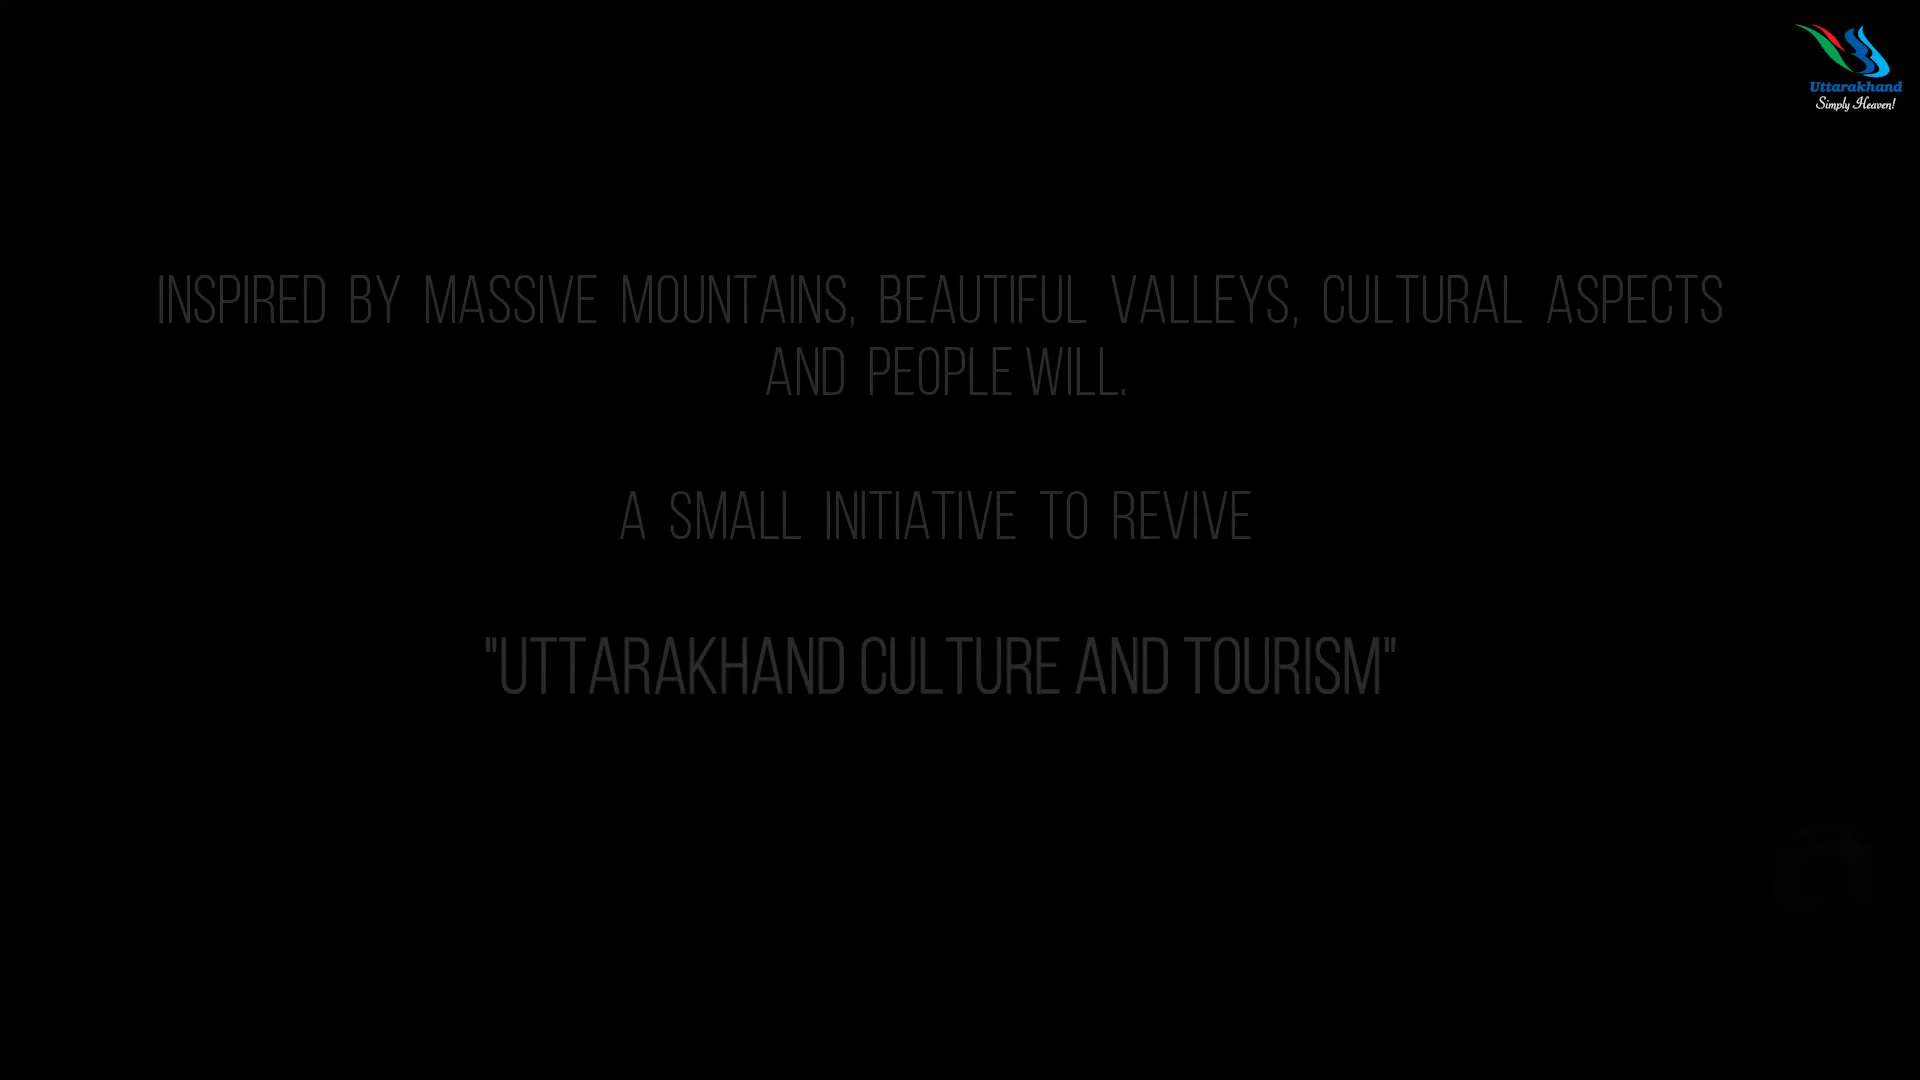 Uttarakhand
Simply Heaven!
INSPIRED BY MASSIVE MOUNTAINS, BEAUTIFUL VALLEYS, CULTURAL ASPECTS
AND PEOPLE WILL.
A SMALL INITIATIVE TO REVIVE
"UTTARAKHAND CULTURE AND TOURISM"